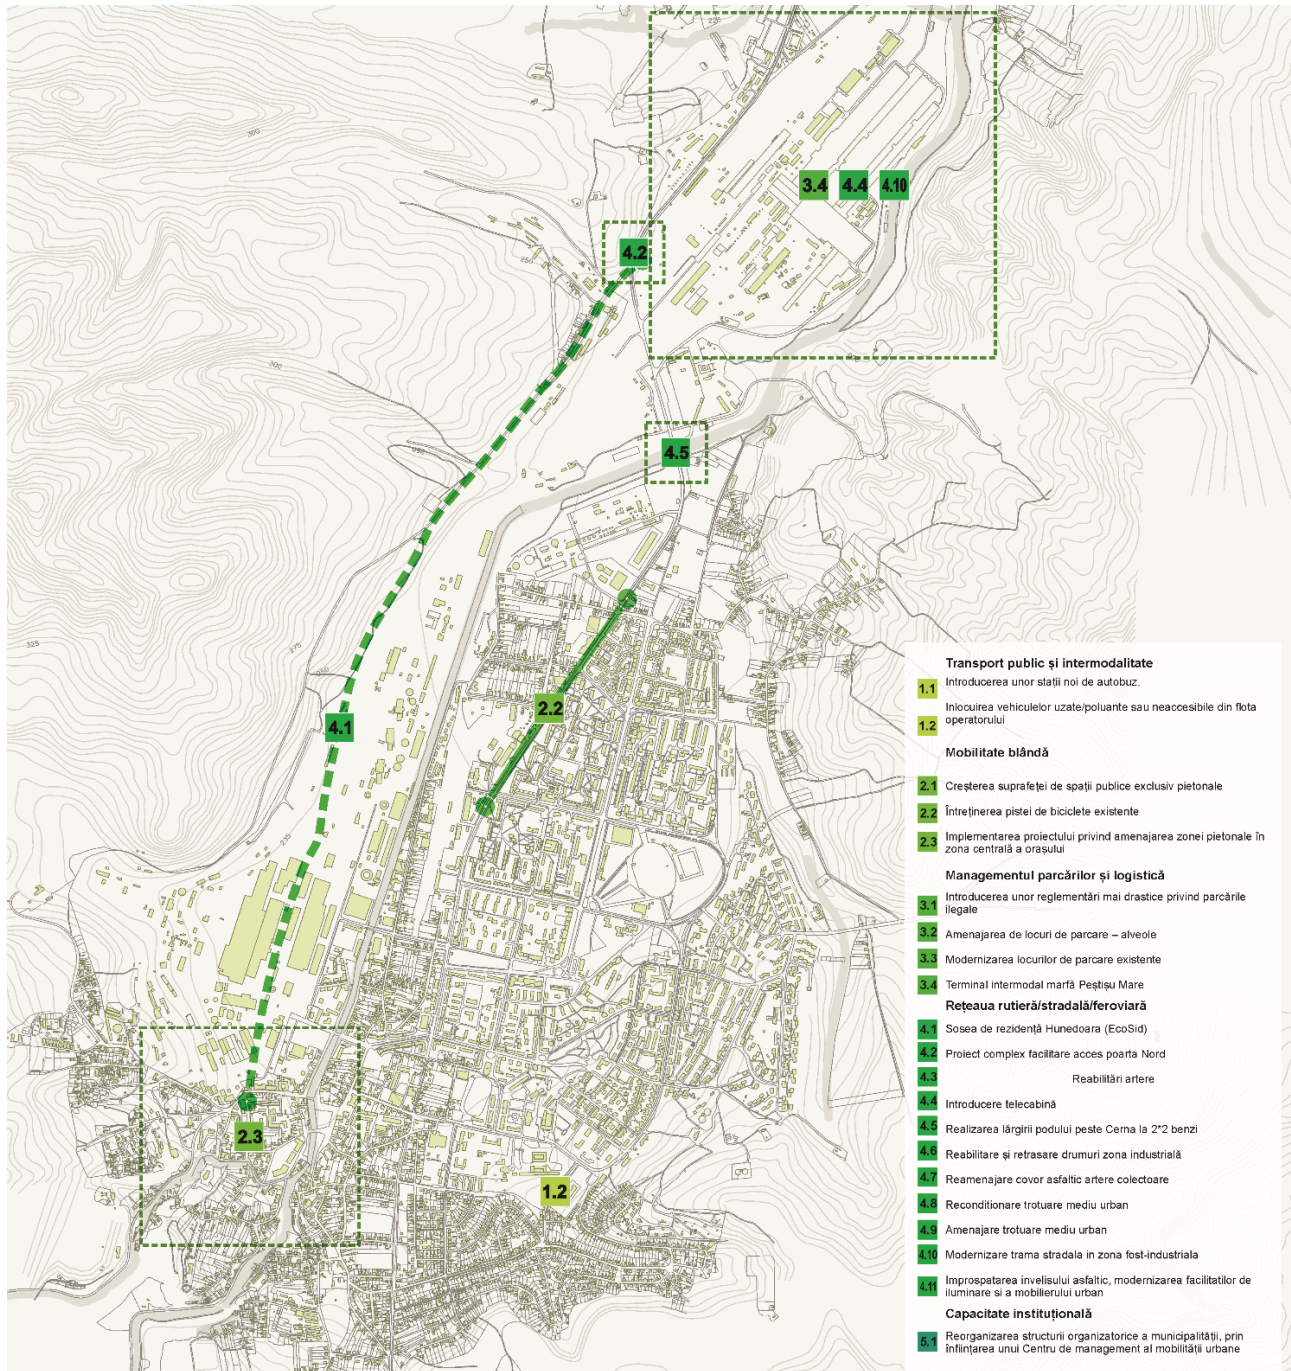 225
300
3.4 4.4 4.10
4.2
250
300
4.5
250
325
275
250
2.2
4.1
235
2.3
1.2
Transport public și intermodalitate
1.1 Introducerea unor stații noi de autobuz.
Inlocuirea vehiculelor uzate/poluante sau neaccesibile din flota
1.2 operatorului
Mobilitate blândă
2.1 Creșterea suprafeței de spații publice exclusiv pietonale
2.2 Întreținerea pistei de biciclete existente
2.3 Implementarea proiectului privind amenajarea zonei pietonale în
zona centrală a orașului
Managementul parcărilor și logistică
3.1 Introducerea unor reglementări mai drastice privind parcările
ilegale
3.2 Amenajarea de locuri de parcare – alveole
3.3 Modernizarea locurilor de parcare existente
3.4 Terminal intermodal marfă Peștișu Mare
Rețeaua rutieră/stradală/feroviară
4.1 Sosea de rezidență Hunedoara (EcoSid)
4.2 Proiect complex facilitare acces poarta Nord
4.3 Reabilitări artere
4.4 Introducere telecabină
4.5 Realizarea lărgirii podului peste Cerna la 2*2 benzi
4.6 Reabilitare și retrasare drumuri zona industrială
4.7 Reamenajare covor asfaltic artere colectoare
4.8 Reconditionare trotuare mediu urban
4.9 Amenajare trotuare mediu urban
4.10 Modernizare trama stradala in zona fost-industriala
4.11 Improspatarea invelisului asfaltic, modernizarea facilitatilor de
iluminare si a mobilierului urban
Capacitate instituțională
5.1 Reorganizarea structurii organizatorice a municipalității, prin
înființarea unui Centru de management al mobilității urbane